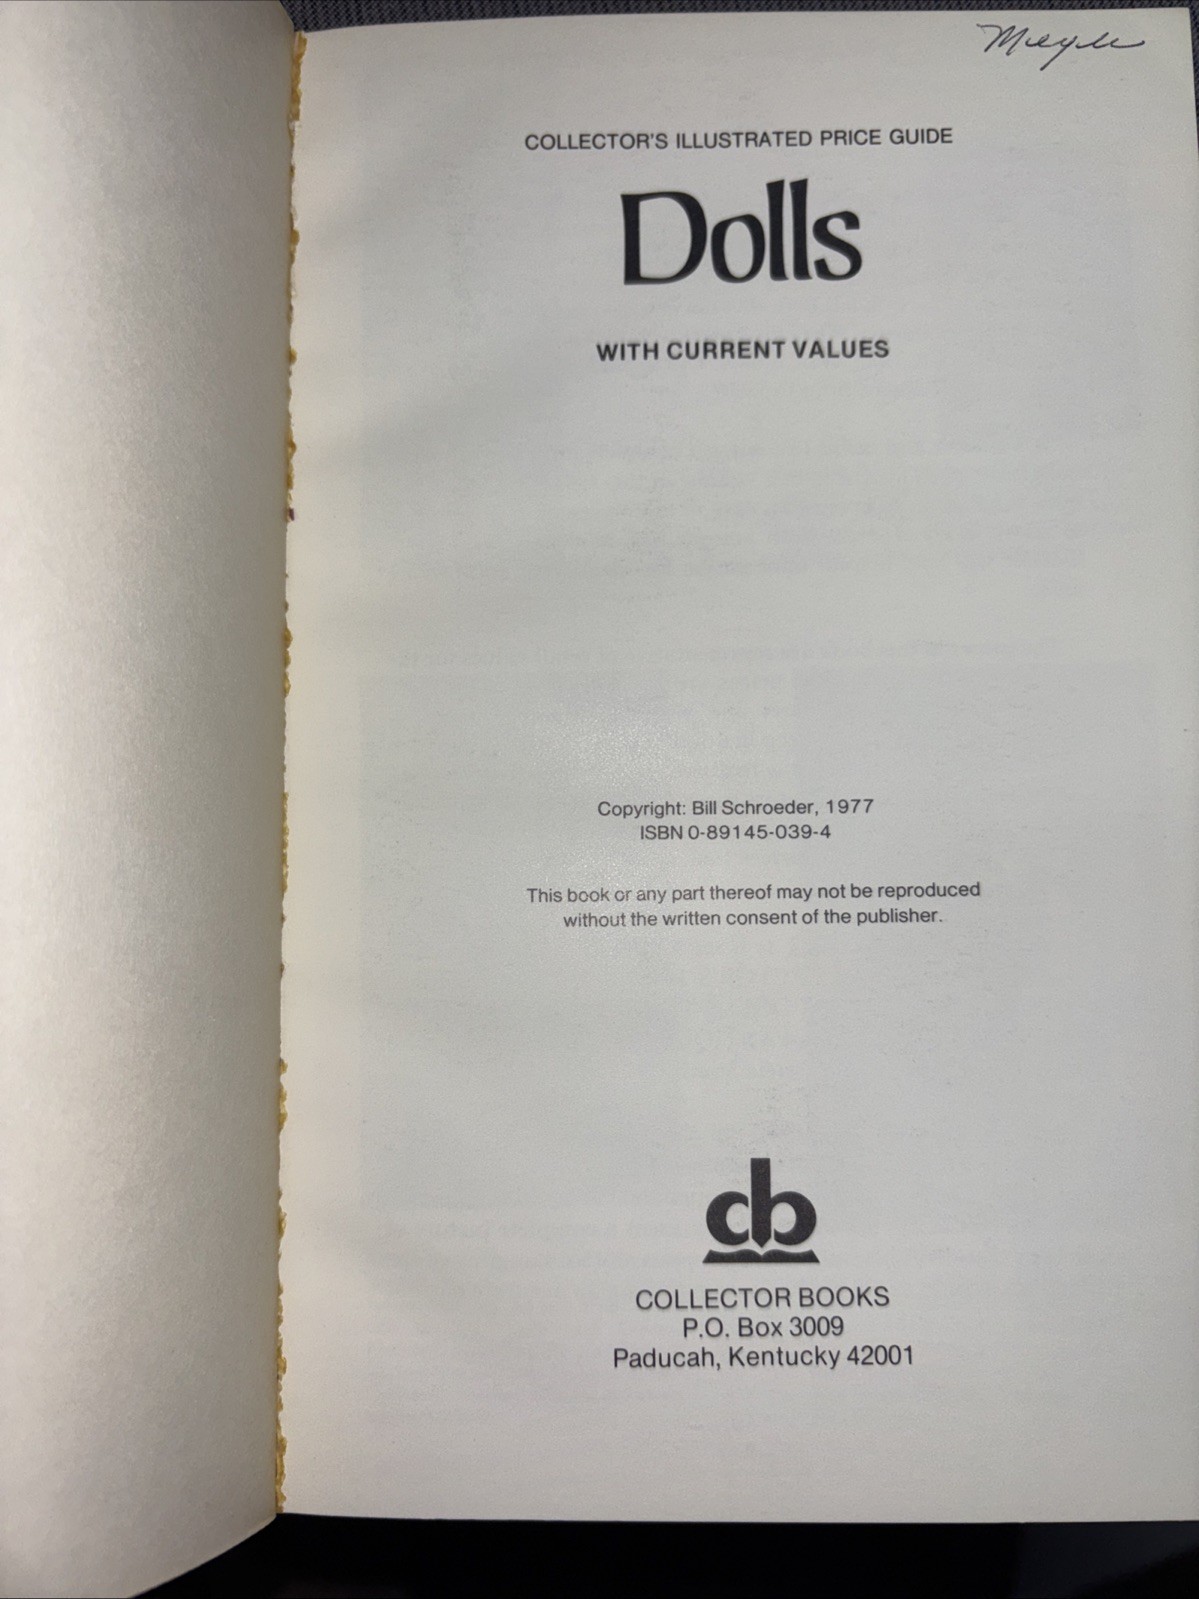 COLLECTOR'S ILLUSTRATED PRICE GUIDE
Dolls
WITH CURRENT VALUES
Copyright: Bill Schroeder, 1977
ISBN 0-89145-039-4
This book or any part thereof may not be reproduced
without the written consent of the publisher.
cb
COLLECTOR BOOKS
P.O. Box 3009
Paducah, Kentucky 42001